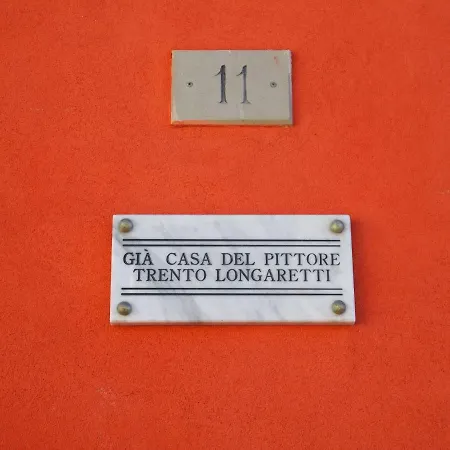 11
GIÀ CASA DEL PITTORE
TRENTO LONGARETTI